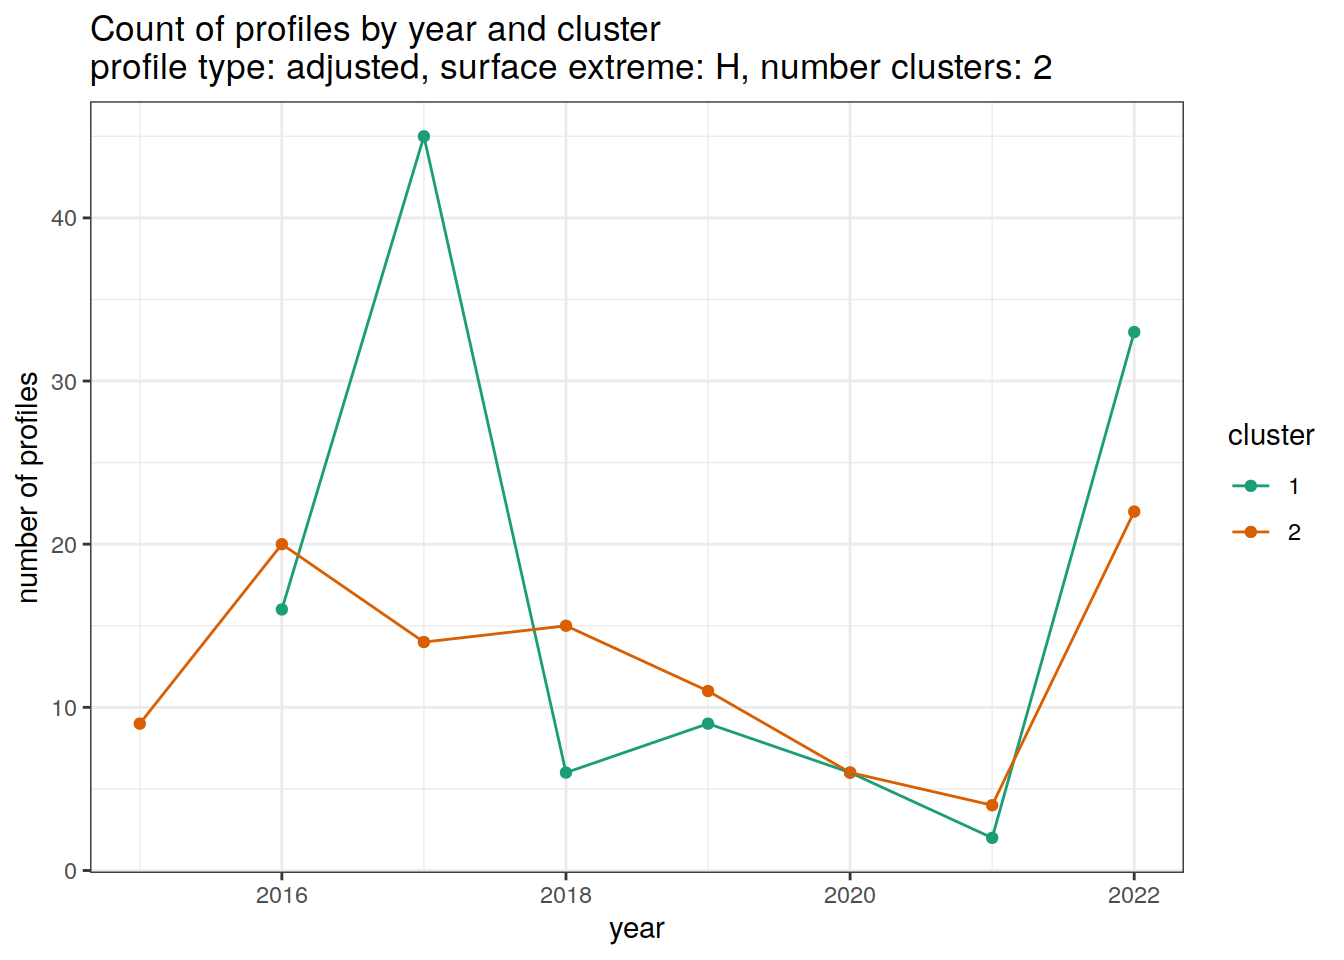 Count of profiles by year and cluster
profile type: adjusted, surface extreme: H, number clusters: 2
number of profiles
40
30
20
10
0
2016 2018 2020 2022
year
cluster
1
2